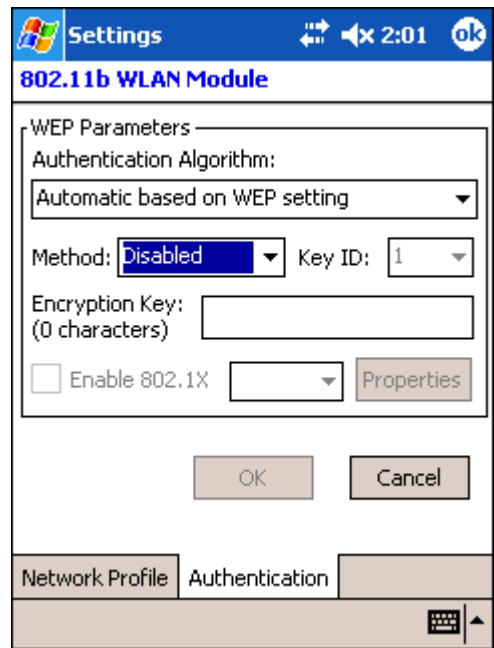 Settings 2:01 ok
802.11b WLAN Module
WEP Parameters
Authentication Algorithm:
Automatic based on WEP setting
Method: Disabled Key ID: 1
Encryption Key:
(0 characters)
Enable 802.1X Properties
OK Cancel
Network Profile Authentication